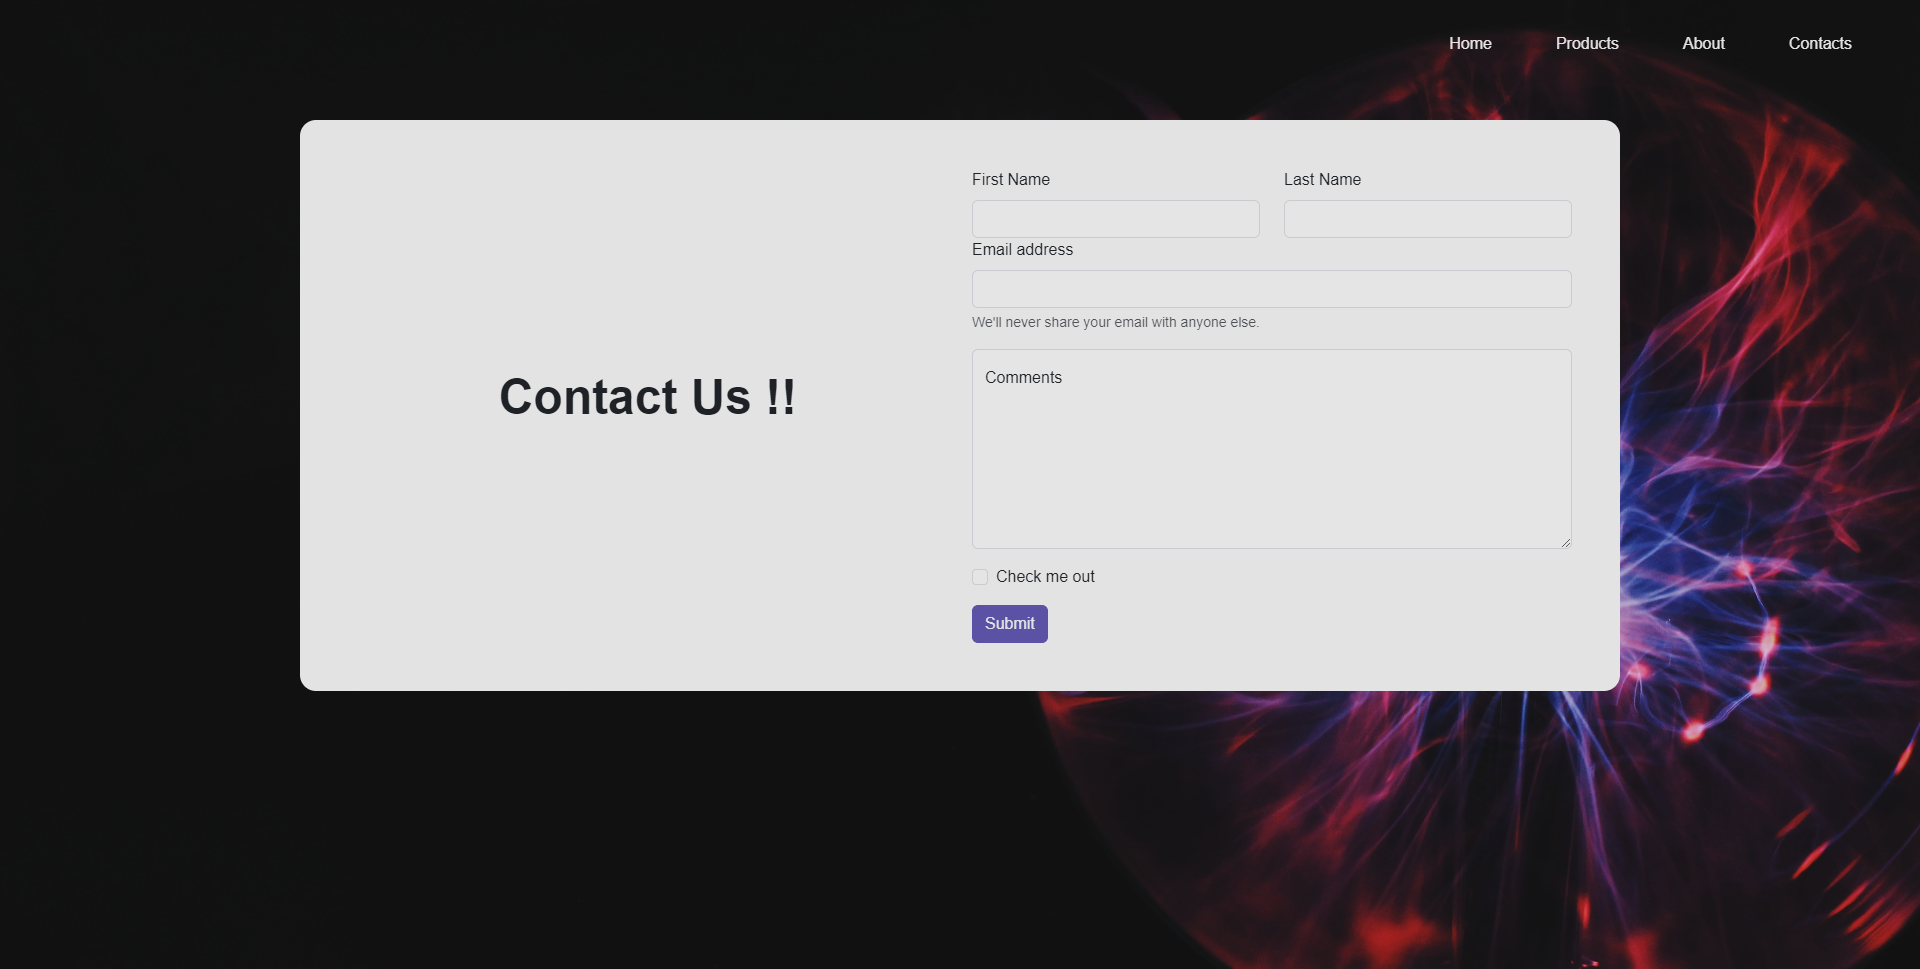 Home Products About Contacts
First Name Last Name
Email address
We'll never share your email with anyone else.
Contact Us !!
Comments
Check me out
Submit